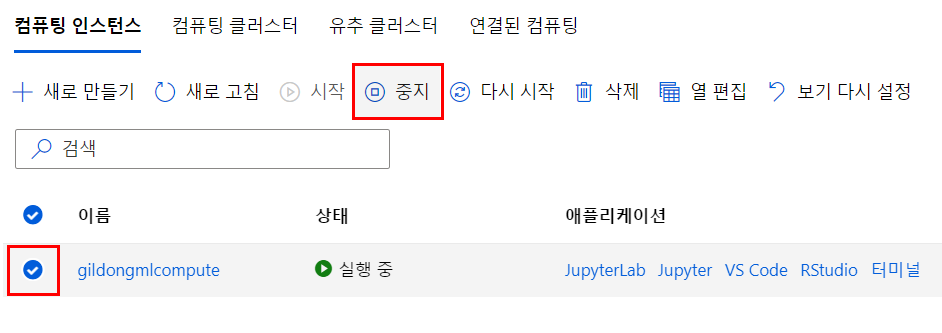 컴퓨팅 인스턴스 컴퓨팅 클러스터 유추 클러스터 연결된 컴퓨팅
새로 만들기 새로 고침 시작 중지 다시 시작 삭제 열 편집 보기 다시 설정
검색
이름 상태 애플리케이션
gildongmlcompute 실행 중 JupyterLab Jupyter VS Code RStudio 터미널